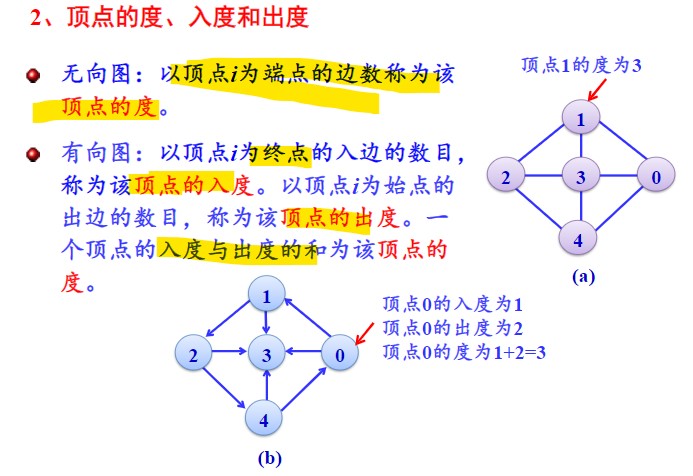 2、顶点的度、入度和出度
无向图：以顶点i为端点的边数称为该
顶点的度。
顶点1的度为3
1
2
3
0
4
(a)
有向图：以顶点i为终点的入边的数目，
称为该顶点的入度。以顶点i为始点的
出边的数目，称为该顶点的出度。一
个顶点的入度与出度的和为该顶点的
度。
1
2
3
0
4
(b)
顶点0的入度为1
顶点0的出度为2
顶点0的度为1+2=3